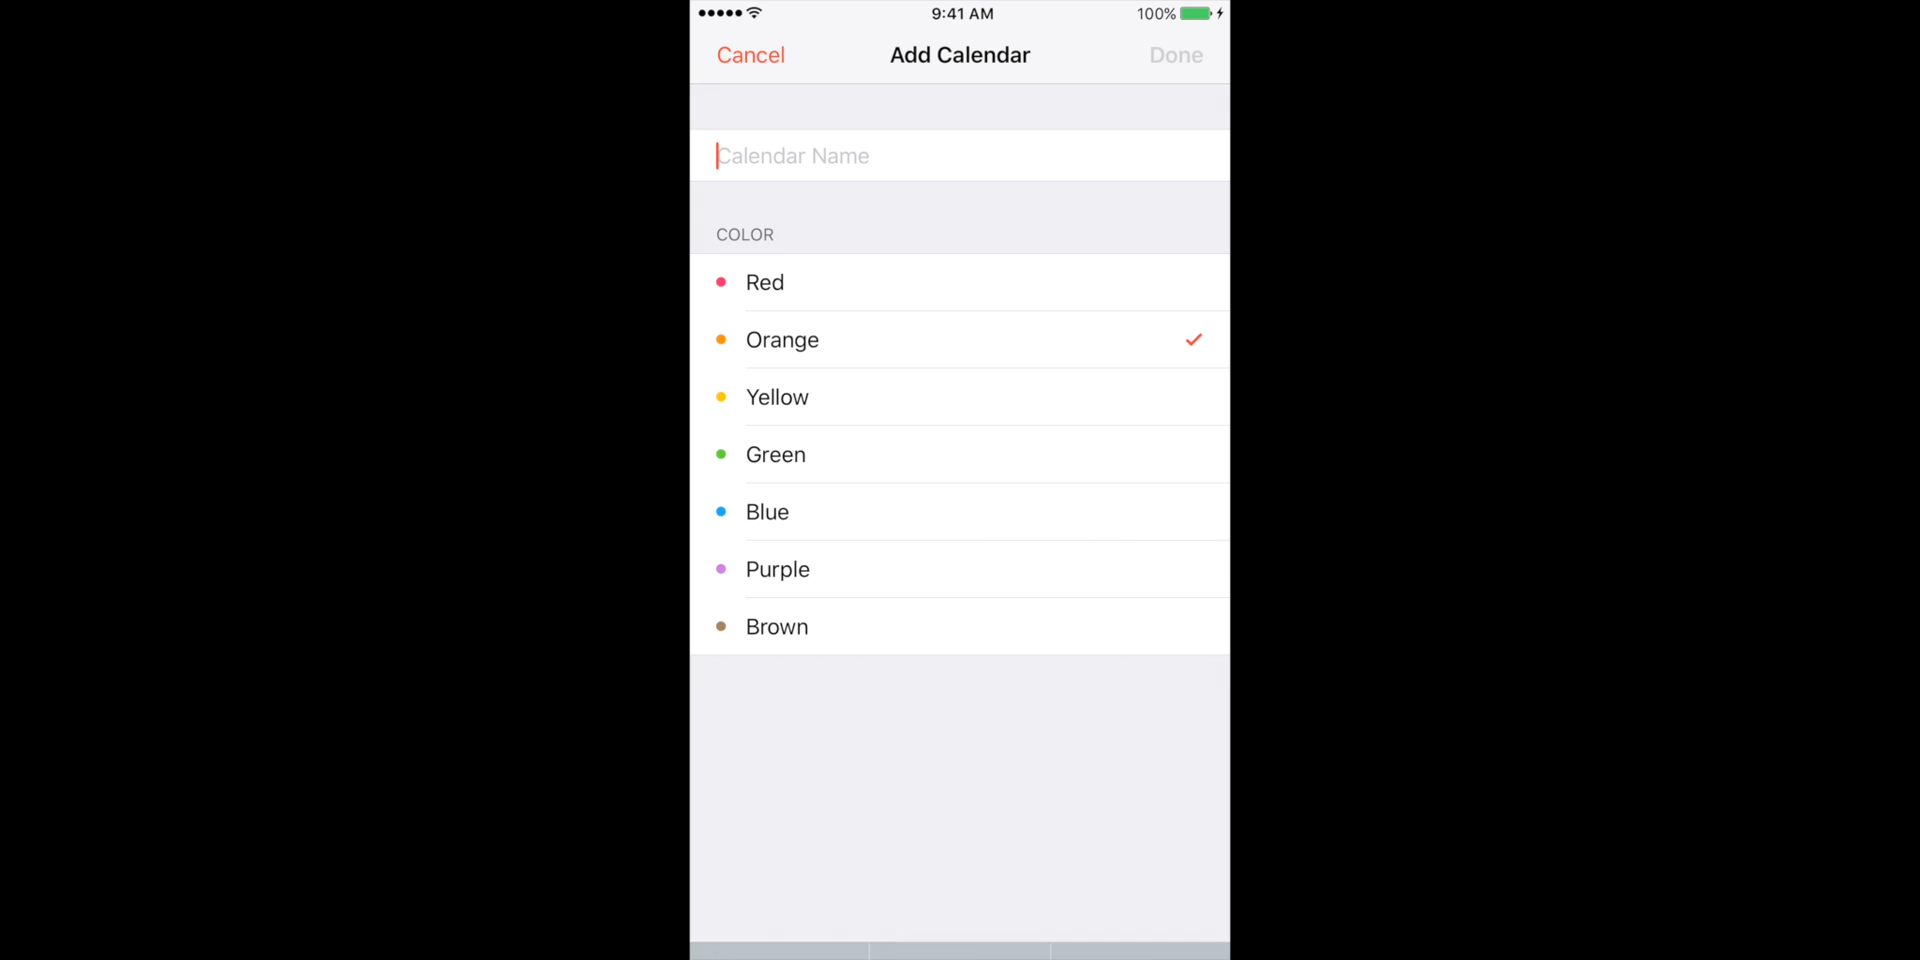 9:41 AM 100%
Cancel Add Calendar Done
Calendar Name
COLOR
Red
Orange
Yellow
Green
Blue
Purple
Brown